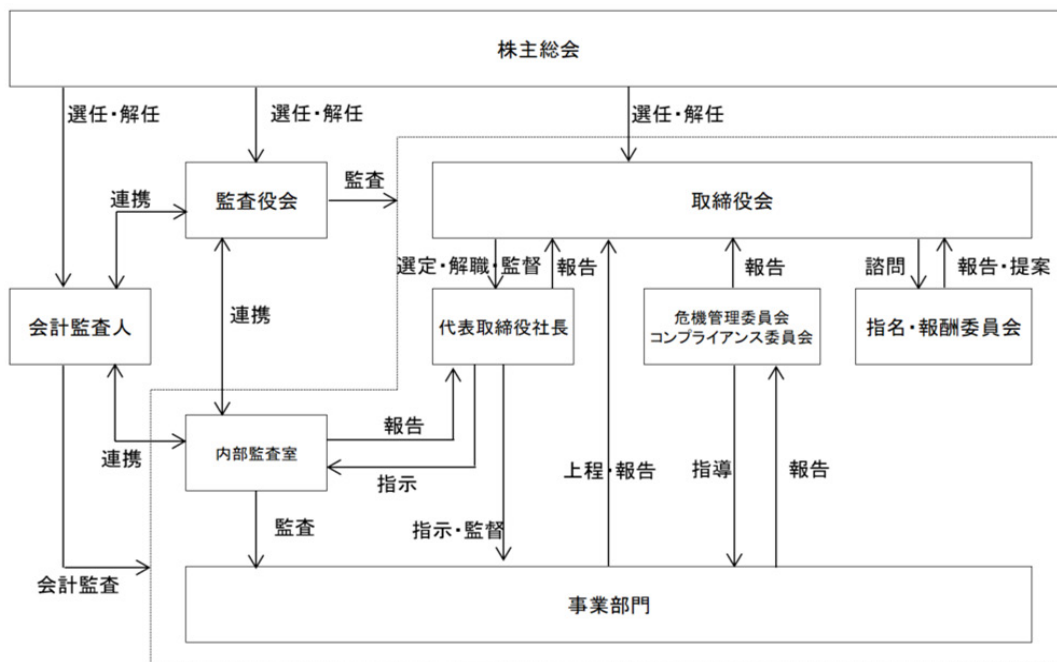 株主総会
選任・解任
選任・解任
選任・解任
監査役会
監査
取締役会
連携
選定・解職・監督
報告
報告
諮問
報告・提案
会計監査人
連携
代表取締役社長
危機管理委員会
コンプライアンス委員会
指名・報酬委員会
報告
内部監査室
連携
指示
上程・報告
指導
報告
監査
指示・監督
会計監査
事業部門